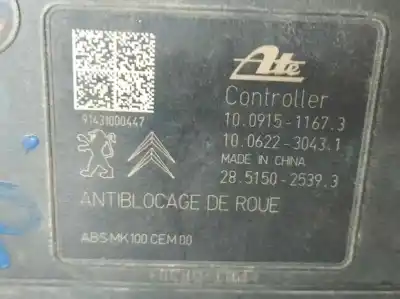 Ate
Controller
91431000447
10.0915-1167.3
10.0622-3043.1
MADE IN CHINA
28.5150-2539.3
ANTIBLOCAGE DE ROUE
ABS-MK100 CEM 00